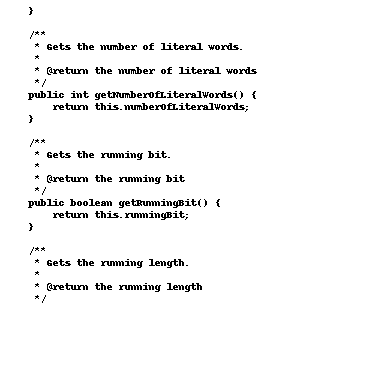 }
/**
 * Gets the number of literal words.
 *
 * @return the number of literal words
 */
public int getNumberOfLiteralWords() {
    return this.numberOfLiteralWords;
}
/**
 * Gets the running bit.
 *
 * @return the running bit
 */
public boolean getRunningBit() {
    return this.runningBit;
}
/**
 * Gets the running length.
 *
 * @return the running length
 */